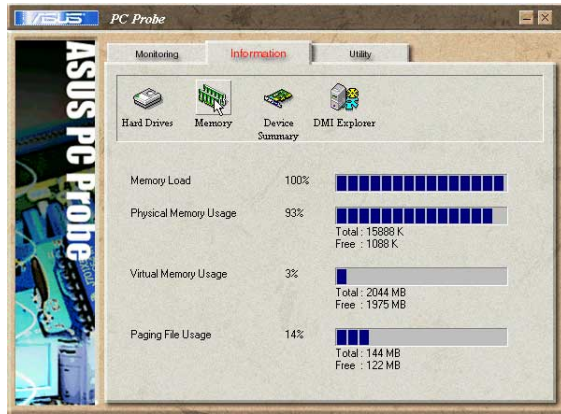 ASUS PC Probe
ASUS PC Probe
Monitoring Information Utility
Hard Drives Memory Device Summary DMI Explorer
Memory Load 100%
Physical Memory Usage 93%
Total : 15888 K
Free : 1088 K
Virtual Memory Usage 3%
Total : 2044 MB
Free : 1975 MB
Paging File Usage 14%
Total : 144 MB
Free : 122 MB